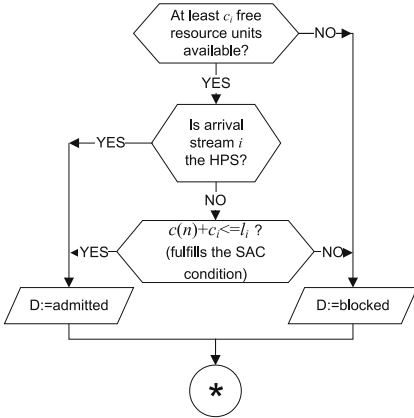 At least c_i free
resource units
available?
NO
YES
YES
Is arrival
stream i
the HPS?
NO
c(n)+c_i<=l_i ?
YES
(fulfills the SAC
NO
condition)
D:=admitted
D:=blocked
*